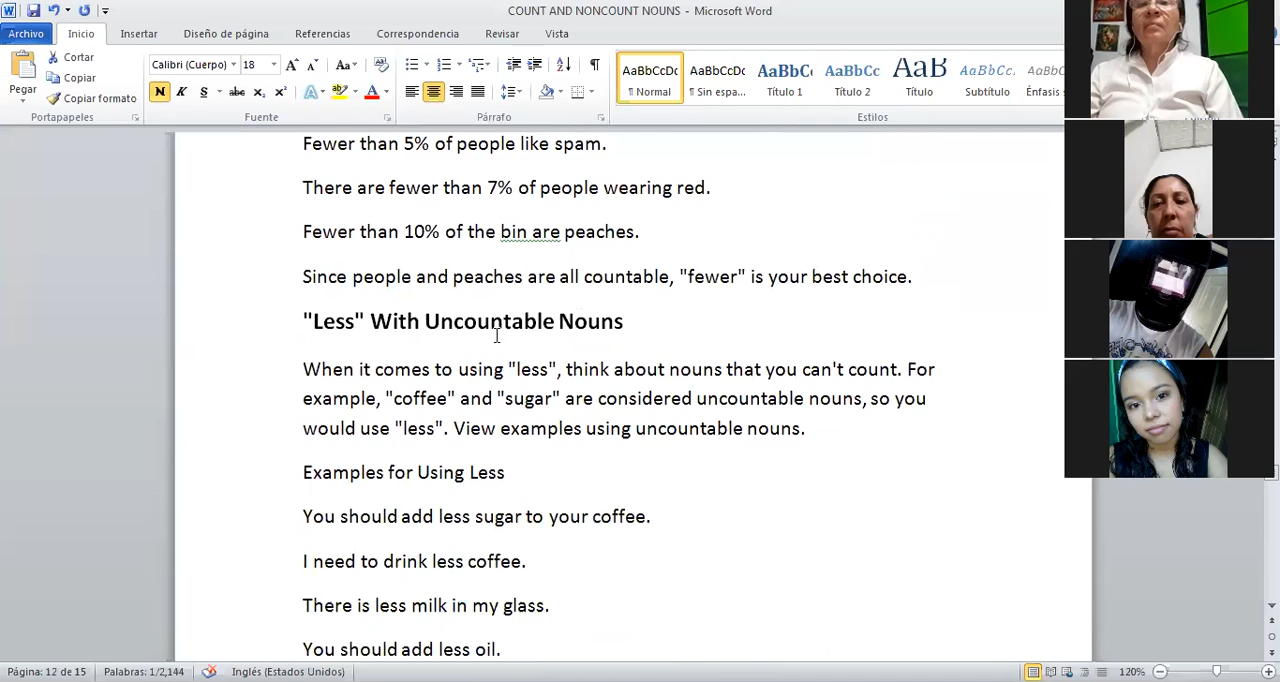 COUNT AND NONCOUNT NOUNS - Microsoft Word
Archivo Inicio Insertar Diseño de página Referencias Correspondencia Revisar Vista
Cortar
Copiar
Copiar formato
Pegar
Calibri (Cuerpo) 18
N K S abc x₂ x²
AaBbCcDc AaBbCcDc AaBbC AaBbCc AaB AaBbCc AaBbC
¶ Normal ¶ Sin espa... Título 1 Título 2 Título Subtítulo Énfasis
Portapapeles Fuente Párrafo Estilos
Fewer than 5% of people like spam.
There are fewer than 7% of people wearing red.
Fewer than 10% of the bin are peaches.
Since people and peaches are all countable, "fewer" is your best choice.
"Less" With Uncountable Nouns
When it comes to using "less", think about nouns that you can't count. For
example, "coffee" and "sugar" are considered uncountable nouns, so you
would use "less". View examples using uncountable nouns.
Examples for Using Less
You should add less sugar to your coffee.
I need to drink less coffee.
There is less milk in my glass.
You should add less oil.
Página: 12 de 15 Palabras: 1/2,144 Inglés (Estados Unidos) 120%